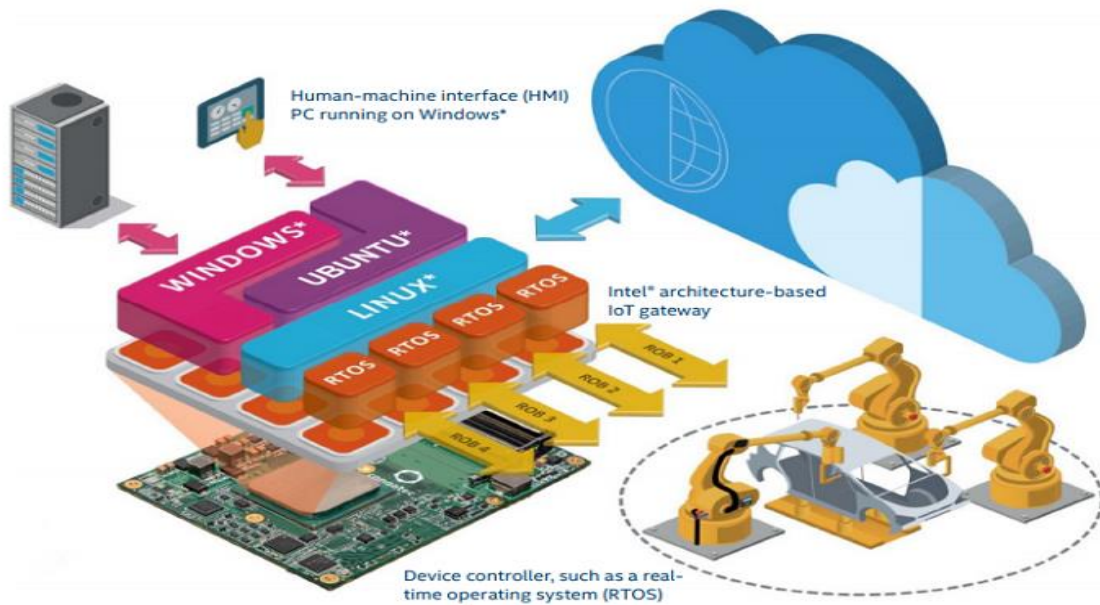 Human-machine interface (HMI)
PC running on Windows*
WINDOWS*
UBUNTU*
LINUX*
RTOS
RTOS
RTOS
RTOS
Intel® architecture-based
IoT gateway
ROB 1
ROB 2
ROB 3
ROB 4
Device controller, such as a real-
time operating system (RTOS)